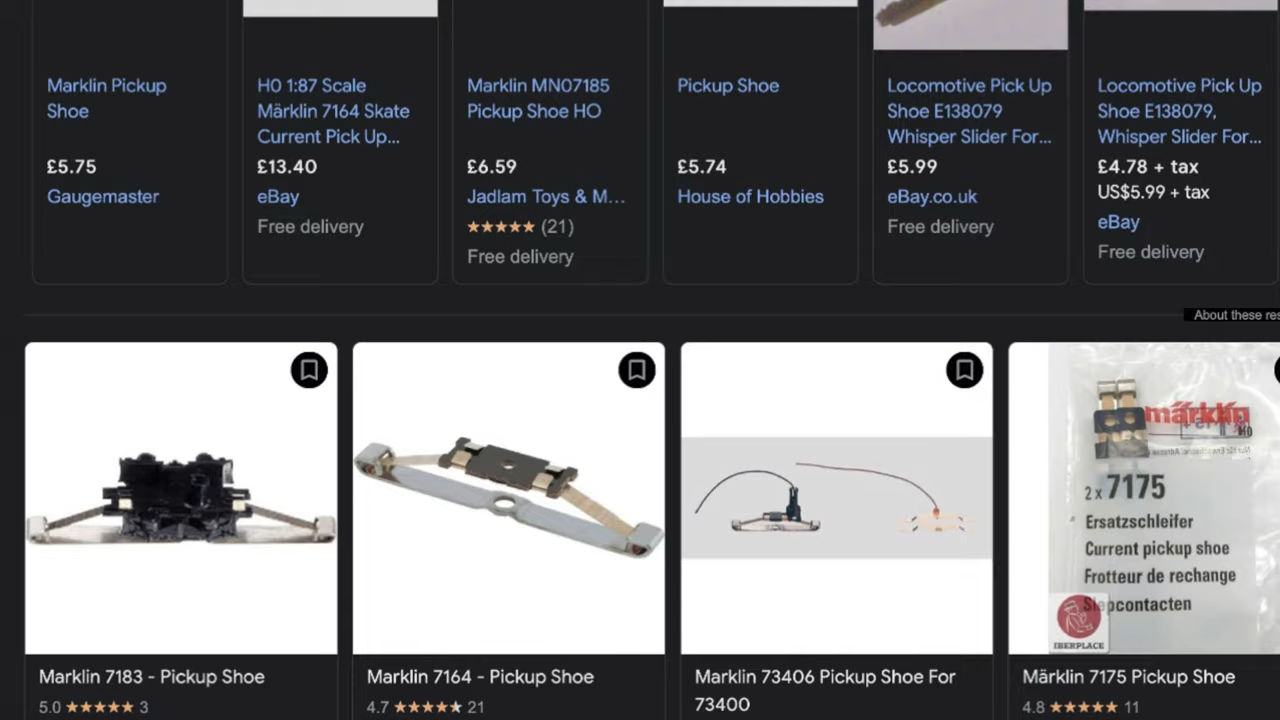 Marklin Pickup
Shoe
£5.75
Gaugemaster
H0 1:87 Scale
Märklin 7164 Skate
Current Pick Up...
£13.40
eBay
Free delivery
Marklin MN07185
Pickup Shoe HO
£6.59
Jadlam Toys & M...
★★★★★ (21)
Free delivery
Pickup Shoe
£5.74
House of Hobbies
Locomotive Pick Up
Shoe E138079
Whisper Slider For...
£5.99
eBay.co.uk
Free delivery
Locomotive Pick Up
Shoe E138079,
Whisper Slider For...
£4.78 + tax
US$5.99 + tax
eBay
Free delivery
About these res
Marklin 7183 - Pickup Shoe
5.0 ★★★★★ 3
Marklin 7164 - Pickup Shoe
4.7 ★★★★★ 21
Marklin 73406 Pickup Shoe For
73400
märklin
H0
2 x 7175
Ersatzschleifer
Current pickup shoe
Frotteur de rechange
Slepcontacten
IBERPLACE
Märklin 7175 Pickup Shoe
4.8 ★★★★★ 11